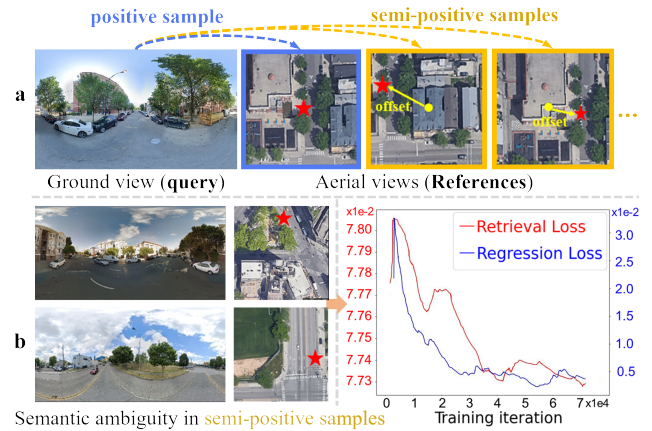 positive sample
semi-positive samples
a
offset
offset
...
Ground view (query)
Aerial views (References)
b
Semantic ambiguity in semi-positive samples
x1e-2
x1e-2
Retrieval Loss
Regression Loss
7.80
7.79
7.78
7.77
7.76
7.75
7.74
7.73
3.0
2.5
2.0
1.5
1.0
0.5
0 1 2 3 4 5 6 7 x1e4
Training iteration